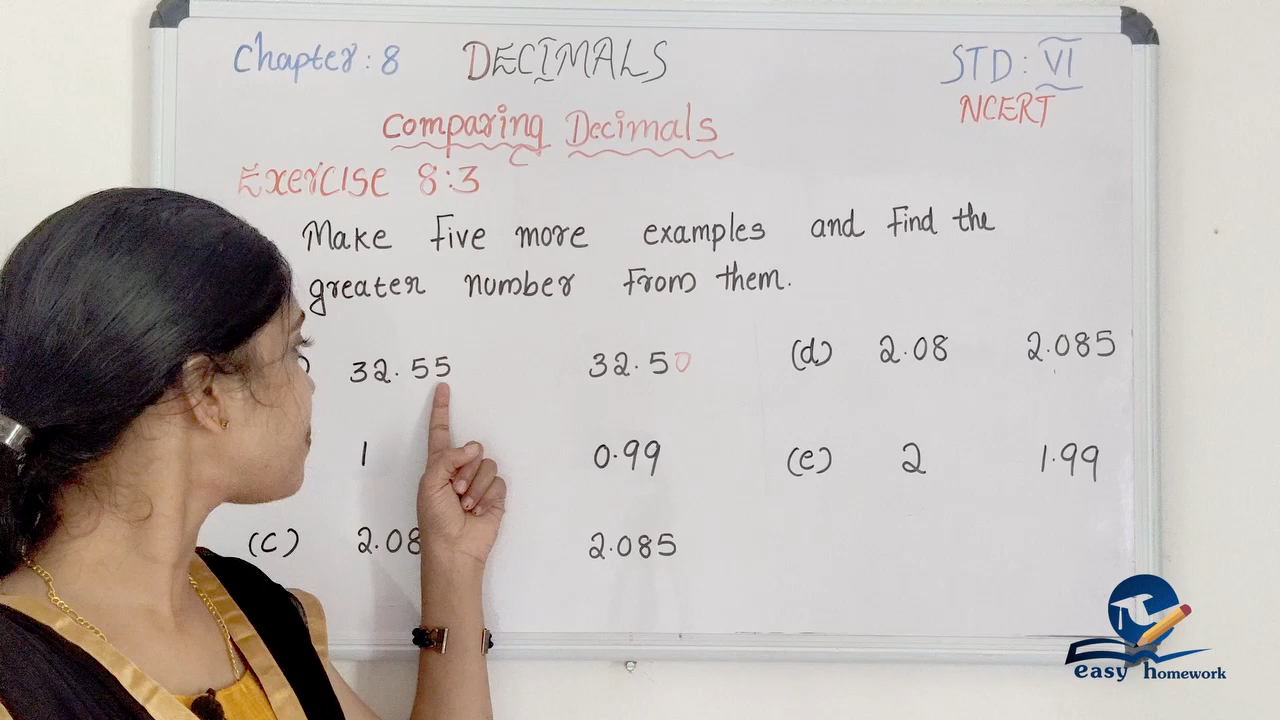 Chapter : 8 DECIMALS STD : VI
NCERT
Comparing Decimals
Exercise 8:3
Make five more examples and find the
greater number from them.
) 32.55 32.50 (d) 2.08 2.085
1 0.99 (e) 2 1.99
(c) 2.08 2.085
easy homework